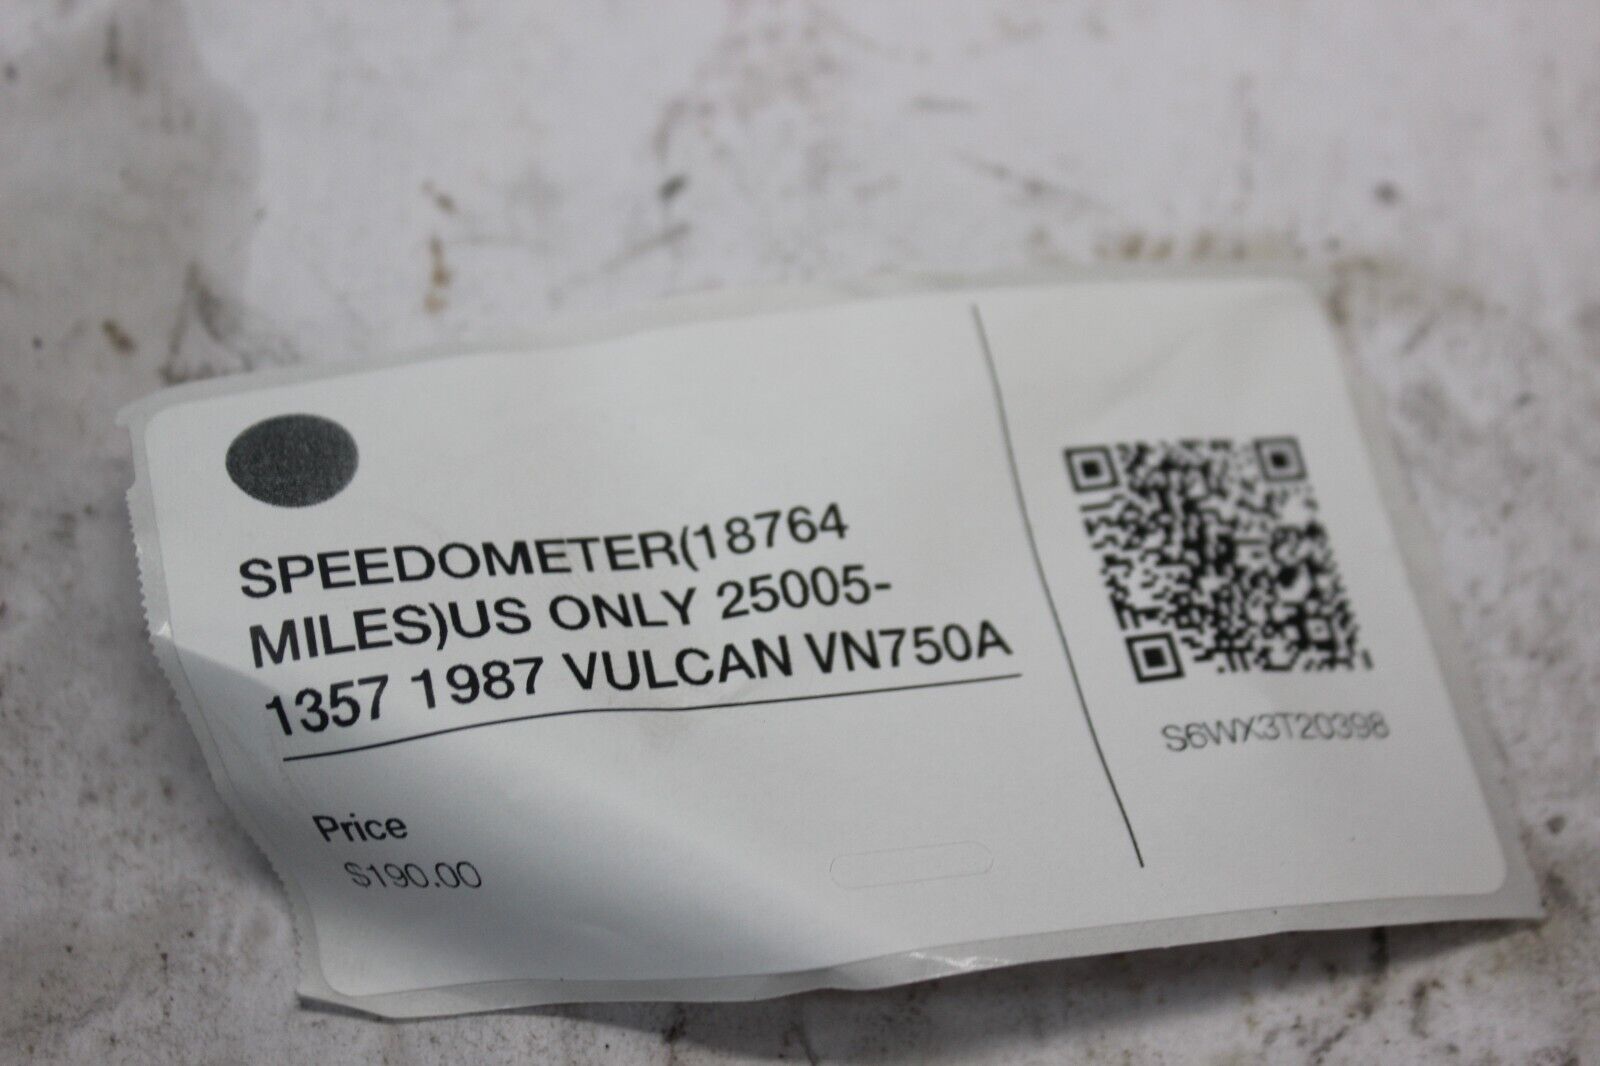 SPEEDOMETER(18764
MILES)US ONLY 25005-
1357 1987 VULCAN VN750A
Price
$190.00
S6WX3T20398